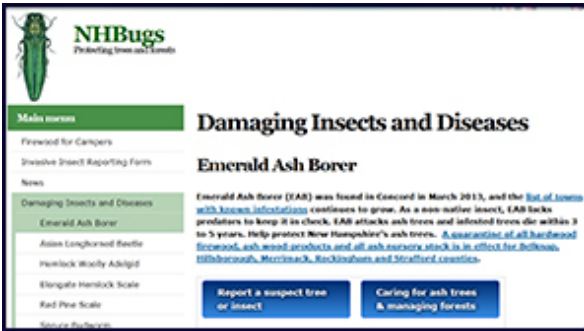 NHBugs
Protecting trees and forests
Main menu
Firewood for Campers
Invasive Insect Reporting Form
News
Damaging Insects and Diseases
Emerald Ash Borer
Asian Longhorned Beetle
Hemlock Woolly Adelgid
Elongate Hemlock Scale
Red Pine Scale
Spruce Budworm
Damaging Insects and Diseases
Emerald Ash Borer
Emerald Ash Borer (EAB) was found in Concord in March 2013, and the list of towns
with known infestations continues to grow. As a non-native insect, EAB lacks
predators to keep it in check. EAB attacks ash trees and infested trees die within 3
to 5 years. Help protect New Hampshire's ash trees. A quarantine of all hardwood
firewood, ash wood products and all ash nursery stock is in effect for Belknap,
Hillsborough, Merrimack, Rockingham and Strafford counties.
Report a suspect tree
or insect
Caring for ash trees
& managing forests